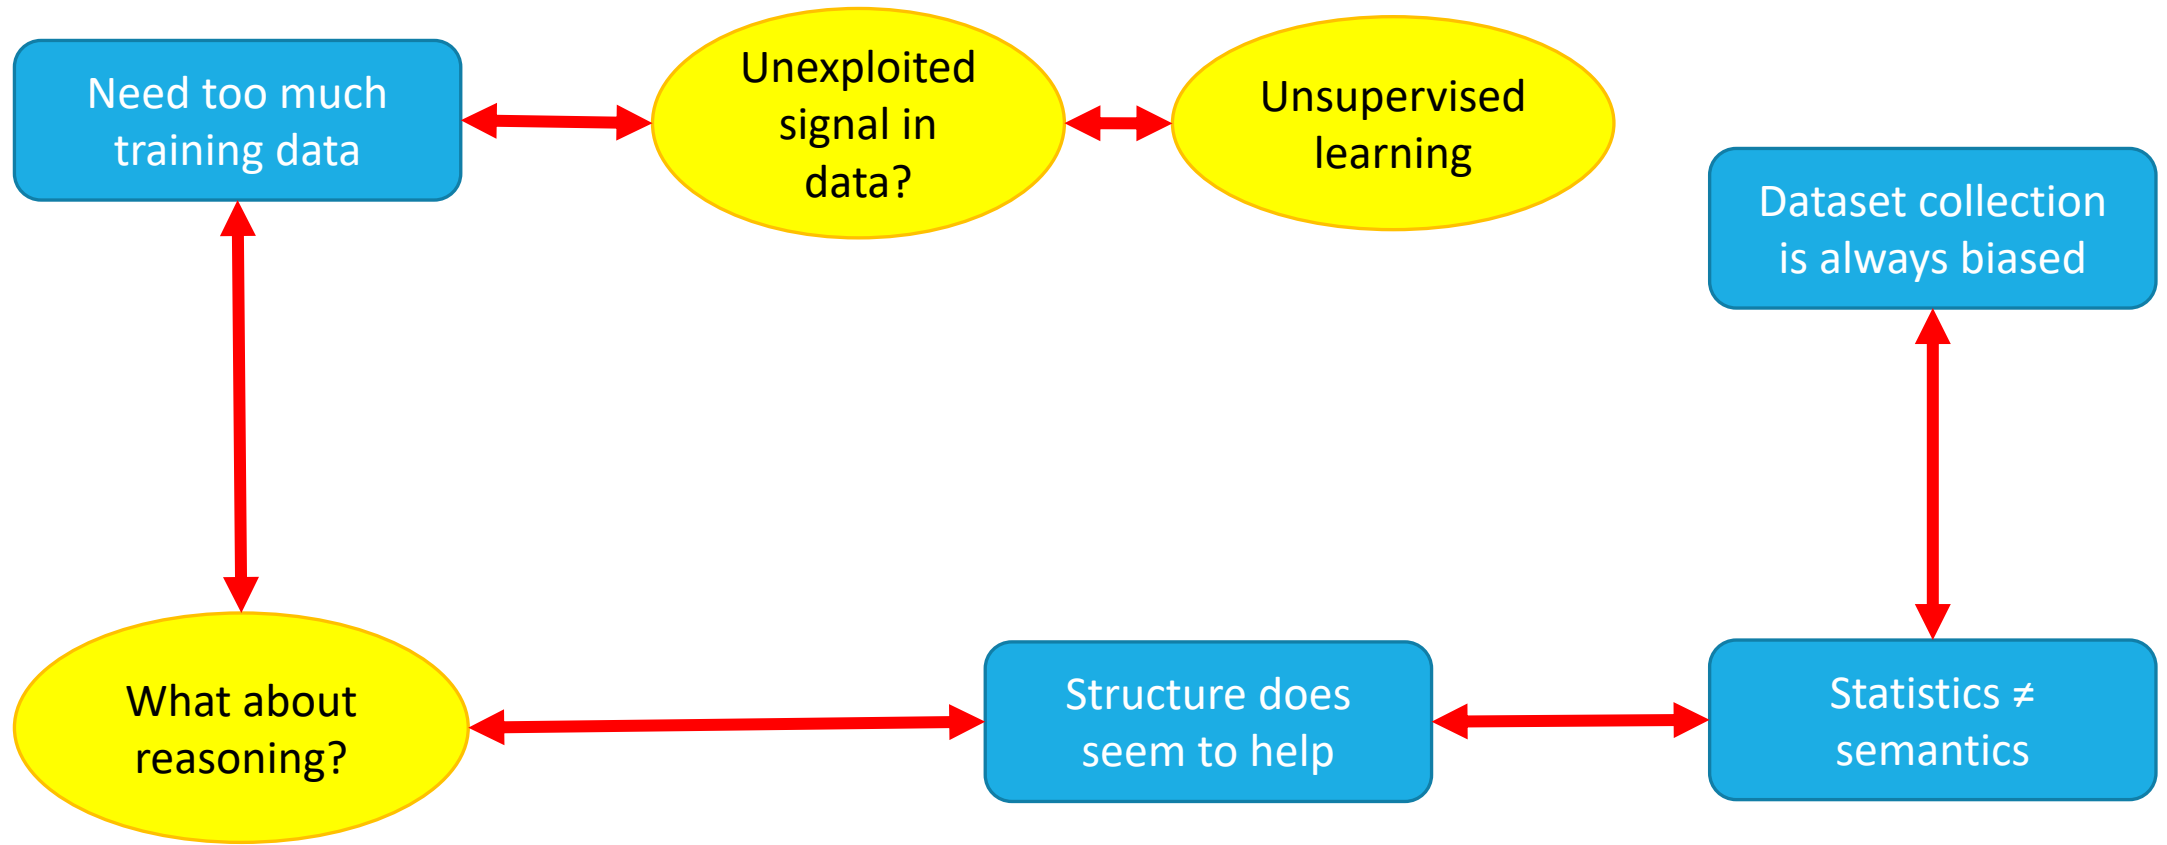 Need too much
training data
Unexploited
signal in
data?
Unsupervised
learning
Dataset collection
is always biased
What about
reasoning?
Structure does
seem to help
Statistics ≠
semantics